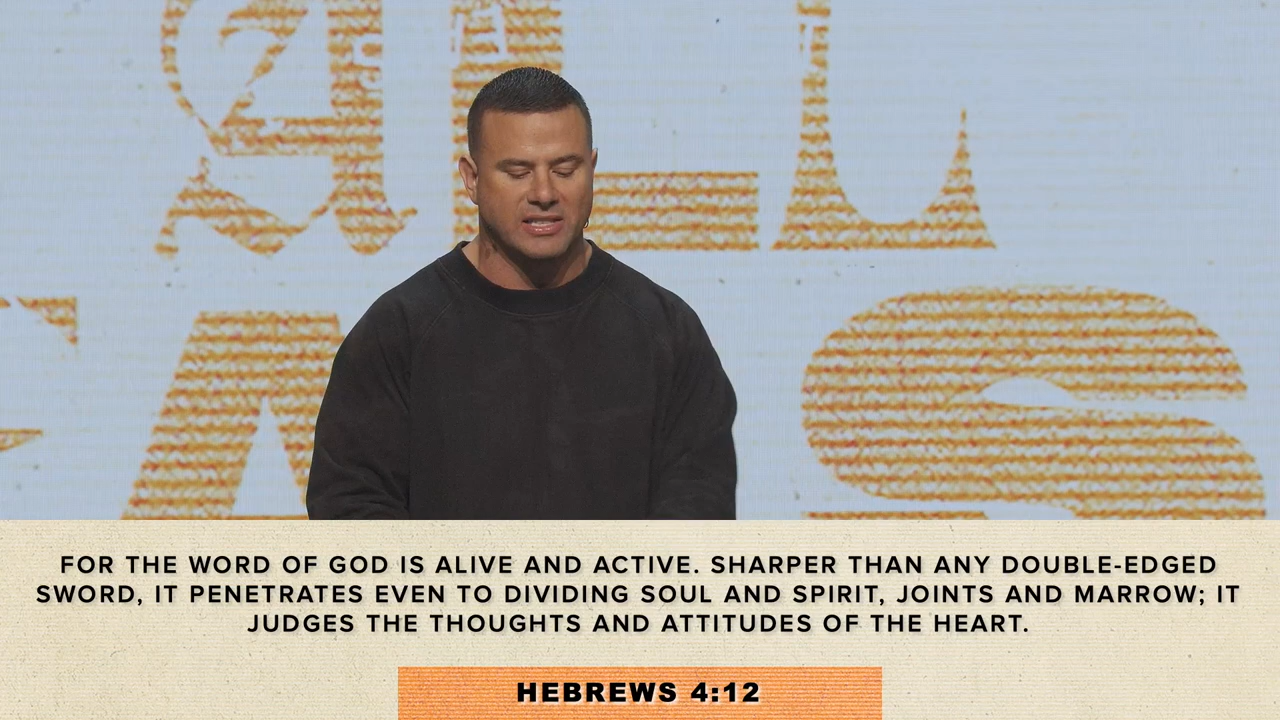 FOR THE WORD OF GOD IS ALIVE AND ACTIVE. SHARPER THAN ANY DOUBLE-EDGED
SWORD, IT PENETRATES EVEN TO DIVIDING SOUL AND SPIRIT, JOINTS AND MARROW; IT
JUDGES THE THOUGHTS AND ATTITUDES OF THE HEART.
HEBREWS 4:12